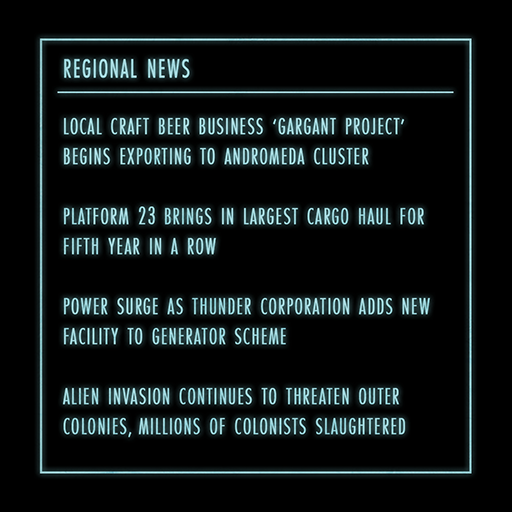 REGIONAL NEWS
LOCAL CRAFT BEER BUSINESS ‘GARGANT PROJECT’
BEGINS EXPORTING TO ANDROMEDA CLUSTER
PLATFORM 23 BRINGS IN LARGEST CARGO HAUL FOR
FIFTH YEAR IN A ROW
POWER SURGE AS THUNDER CORPORATION ADDS NEW
FACILITY TO GENERATOR SCHEME
ALIEN INVASION CONTINUES TO THREATEN OUTER
COLONIES, MILLIONS OF COLONISTS SLAUGHTERED